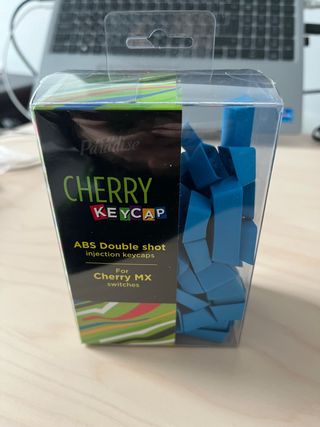 Paradise
CHERRY
KEYCAP
ABS Double shot
injection keycaps
For
Cherry MX
switches